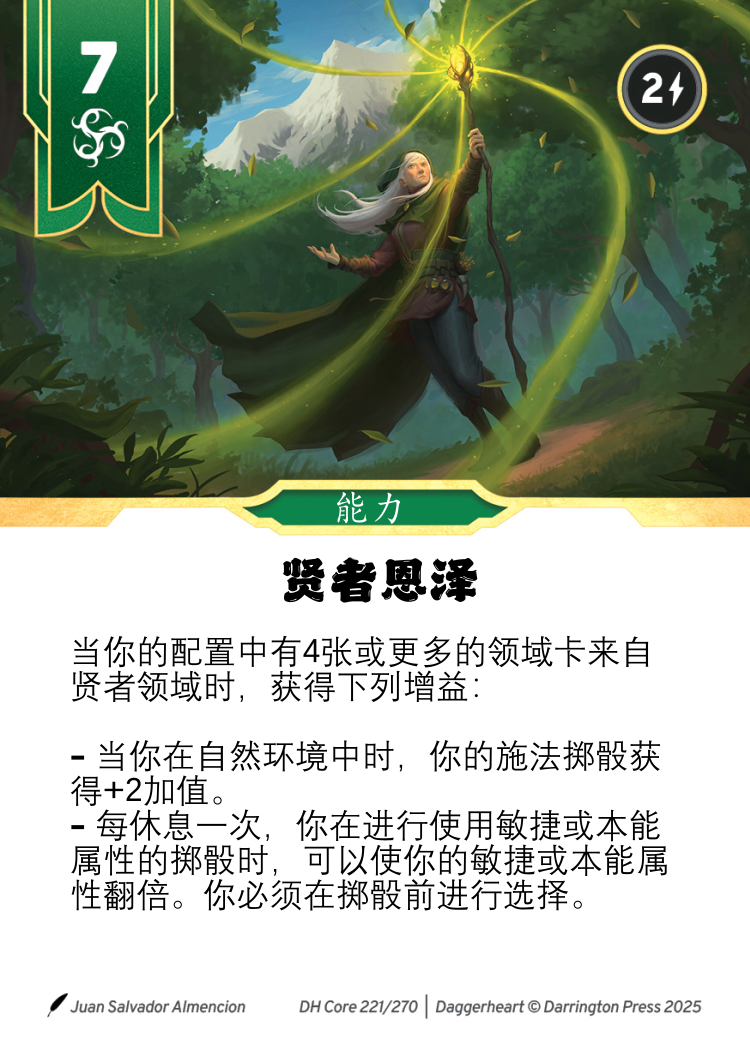 7
2
能力
贤者恩泽
当你的配置中有4张或更多的领域卡来自
贤者领域时，获得下列增益：
- 当你在自然环境中时，你的施法掷骰获
得+2加值。
- 每休息一次，你在进行使用敏捷或本能
属性的掷骰时，可以使你的敏捷或本能属
性翻倍。你必须在掷骰前进行选择。
Juan Salvador Almencion DH Core 221/270 | Daggerheart © Darrington Press 2025